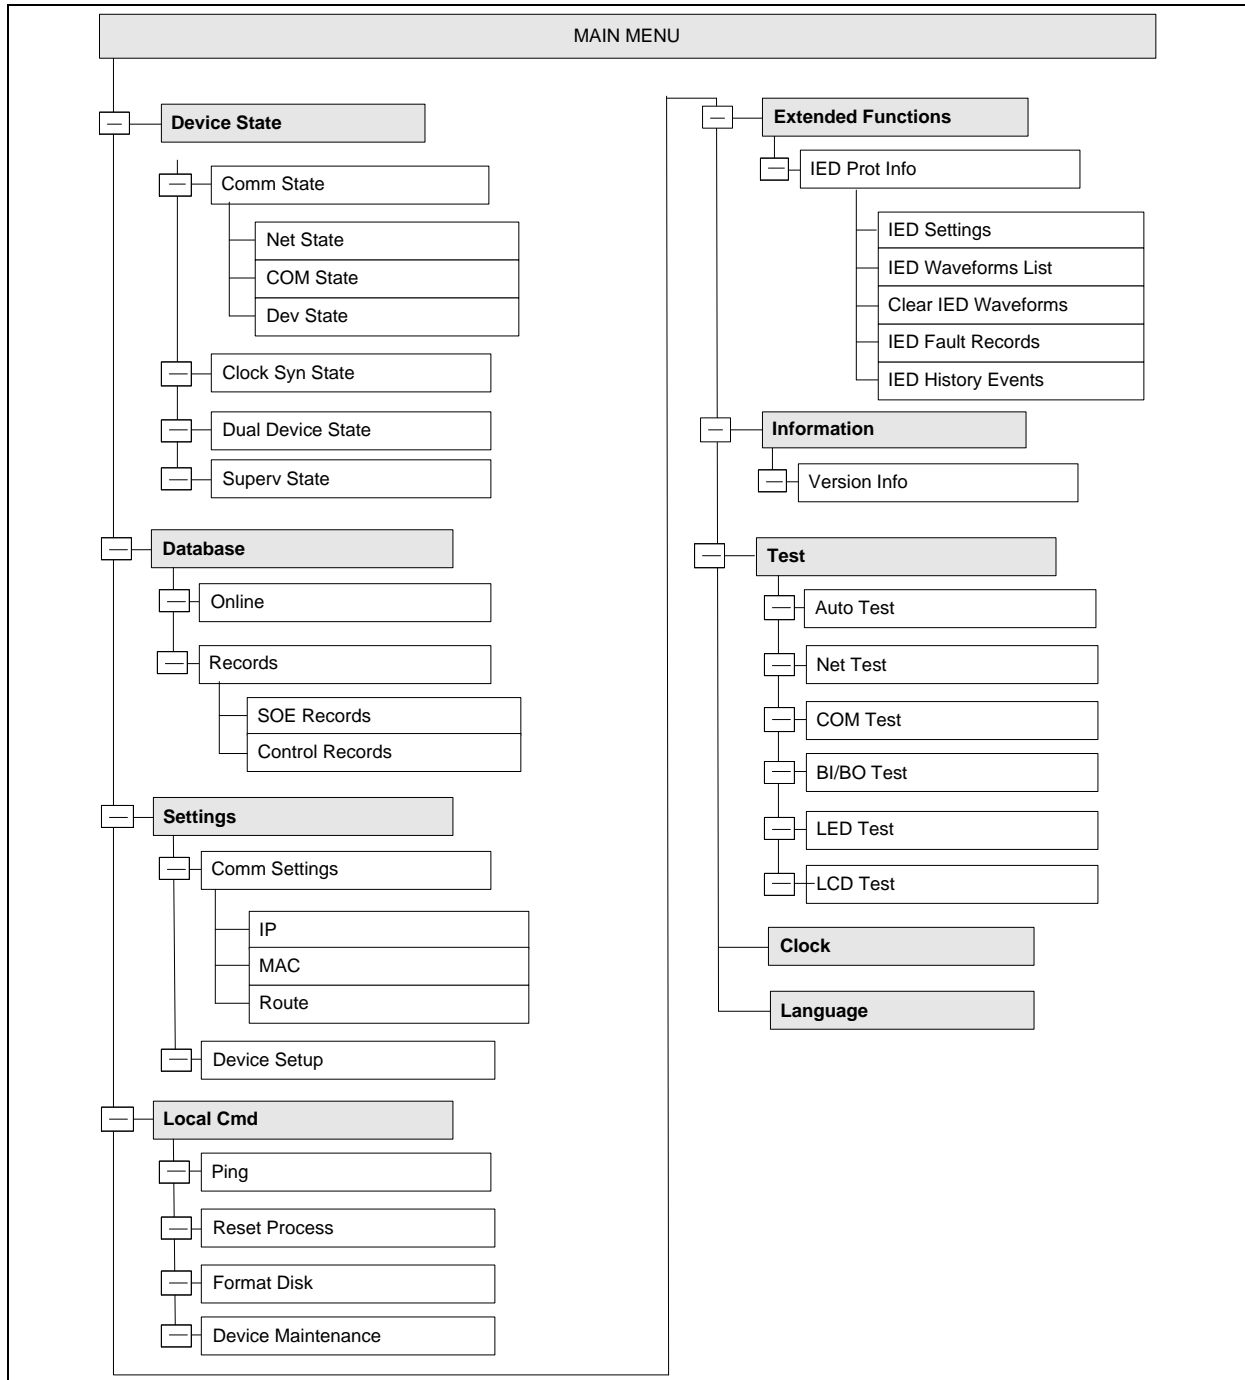 MAIN MENU
Device State
Comm State
Net State
COM State
Dev State
Clock Syn State
Dual Device State
Superv State
Database
Online
Records
SOE Records
Control Records
Settings
Comm Settings
IP
MAC
Route
Device Setup
Local Cmd
Ping
Reset Process
Format Disk
Device Maintenance
Extended Functions
IED Prot Info
IED Settings
IED Waveforms List
Clear IED Waveforms
IED Fault Records
IED History Events
Information
Version Info
Test
Auto Test
Net Test
COM Test
BI/BO Test
LED Test
LCD Test
Clock
Language